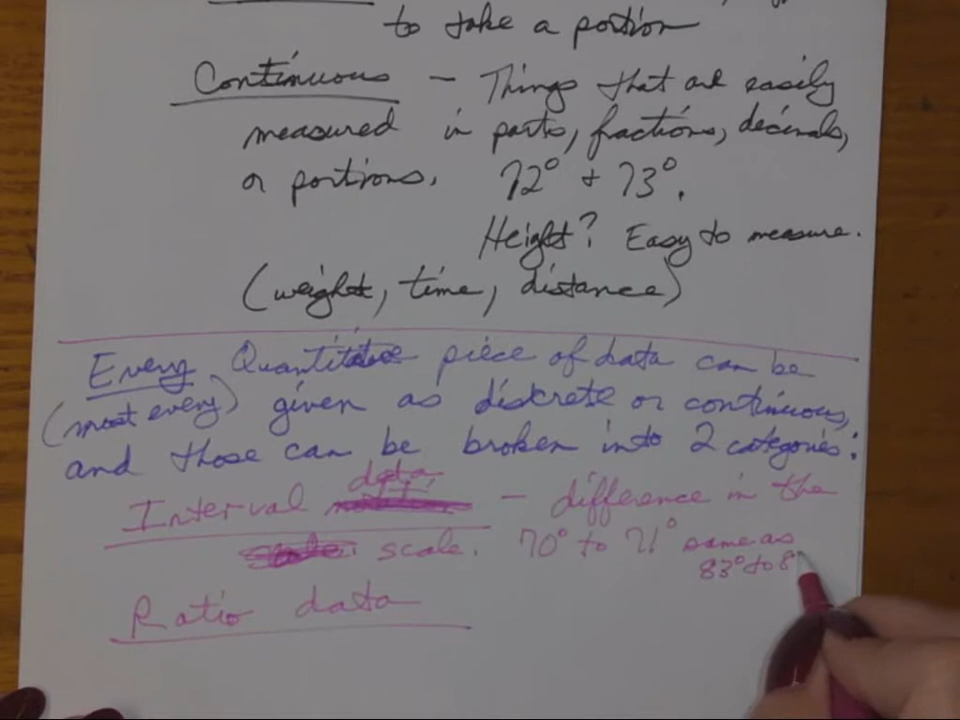 to take a portion
Continuous - Things that are easily
measured in parts, fractions, decimals,
or portions. 72° + 73°.
Height? Easy to measure.
(weight, time, distance)
Every Quantitative piece of data can be
(most every) given as discrete or continuous,
and those can be broken into 2 categories:
Interval data - difference in the
scale. 70° to 71° same as
83° to 8
Ratio data